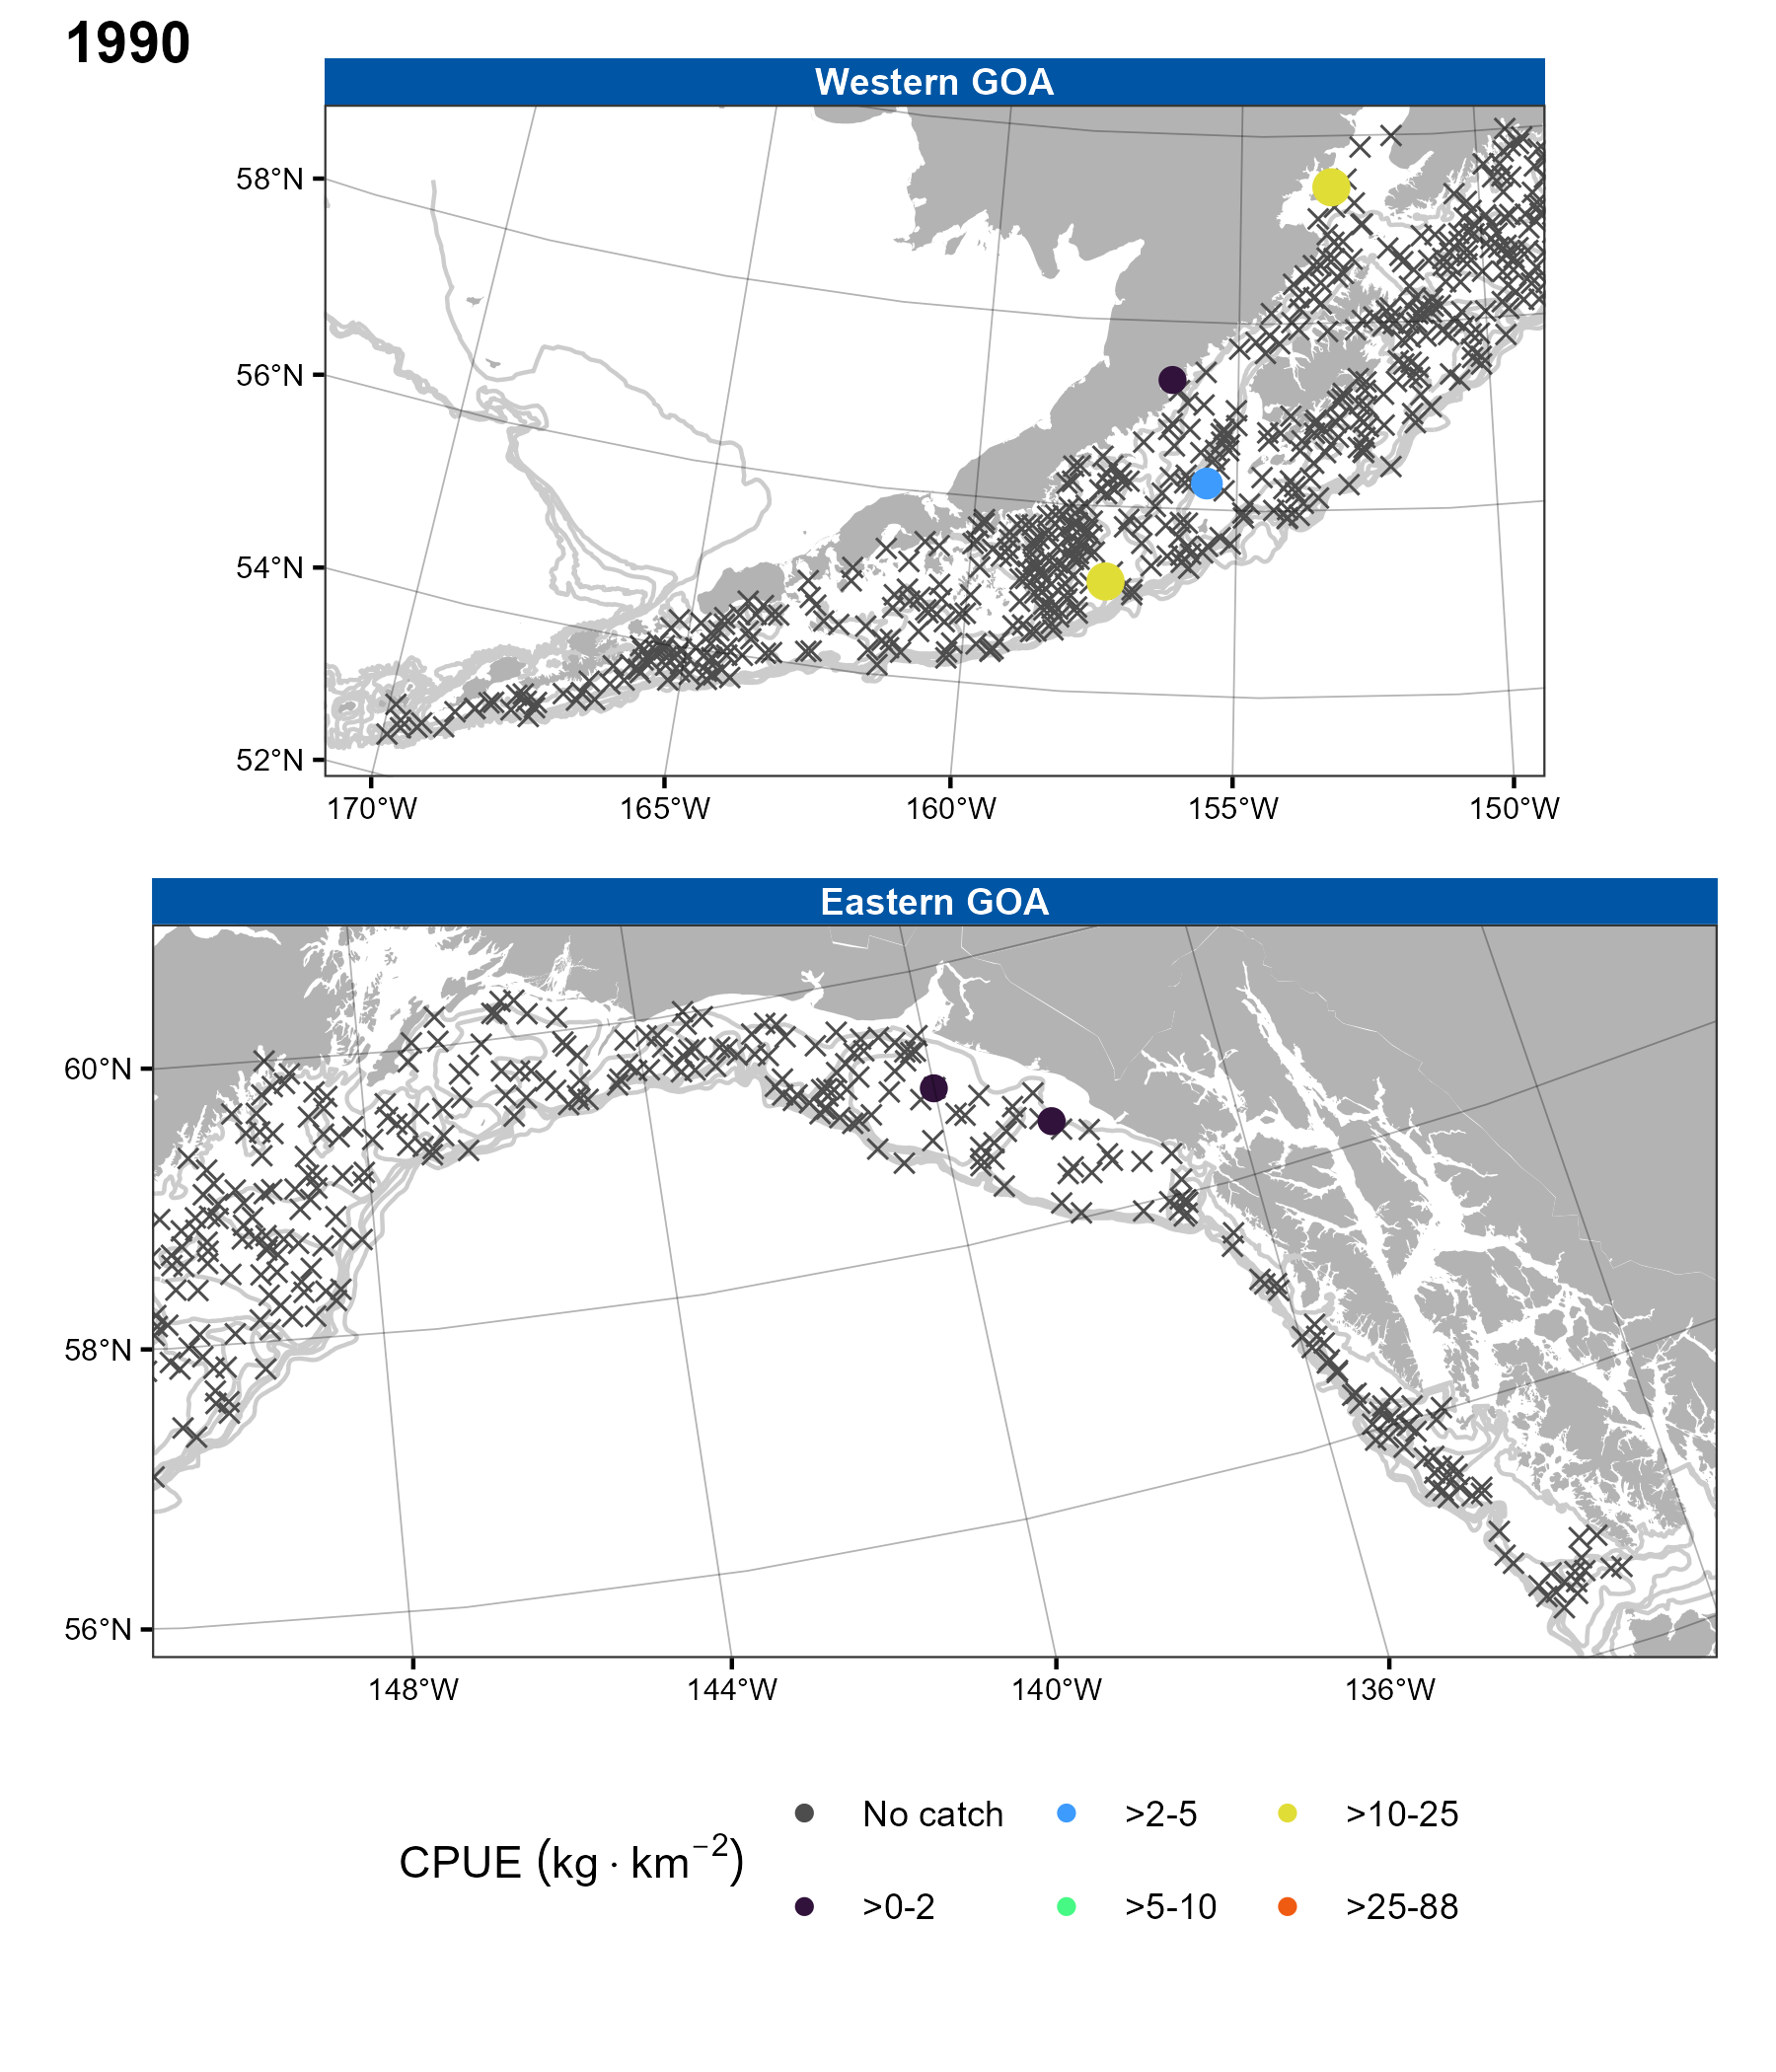 1990
Western GOA
58°N
56°N
54°N
52°N
170°W 165°W 160°W 155°W 150°W
Eastern GOA
60°N
58°N
56°N
148°W 144°W 140°W 136°W
CPUE (kg · km⁻²)
No catch >2-5 >10-25
>0-2 >5-10 >25-88